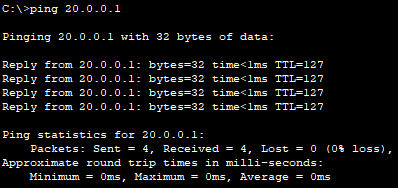 C:\>ping 20.0.0.1
Pinging 20.0.0.1 with 32 bytes of data:
Reply from 20.0.0.1: bytes=32 time<1ms TTL=127
Reply from 20.0.0.1: bytes=32 time<1ms TTL=127
Reply from 20.0.0.1: bytes=32 time<1ms TTL=127
Reply from 20.0.0.1: bytes=32 time<1ms TTL=127
Ping statistics for 20.0.0.1:
    Packets: Sent = 4, Received = 4, Lost = 0 (0% loss),
Approximate round trip times in milli-seconds:
    Minimum = 0ms, Maximum = 0ms, Average = 0ms